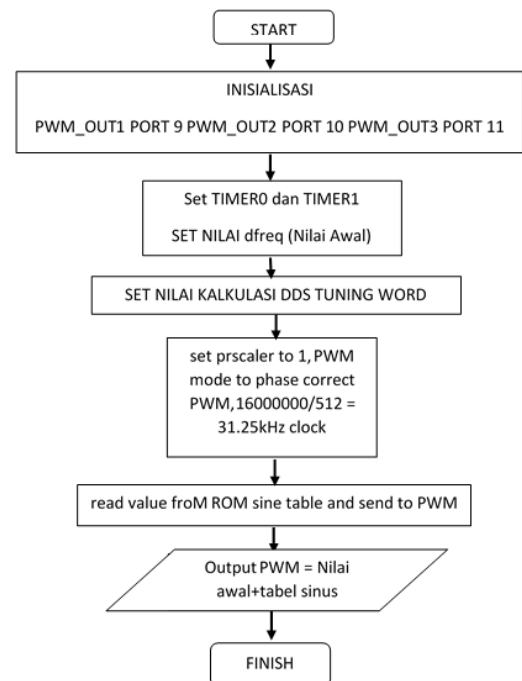 START
INISIALISASI
PWM_OUT1 PORT 9 PWM_OUT2 PORT 10 PWM_OUT3 PORT 11
Set TIMER0 dan TIMER1
SET NILAI dfreq (Nilai Awal)
SET NILAI KALKULASI DDS TUNING WORD
set prscaler to 1, PWM
mode to phase correct
PWM,16000000/512 =
31.25kHz clock
read value froM ROM sine table and send to PWM
Output PWM = Nilai
awal+tabel sinus
FINISH